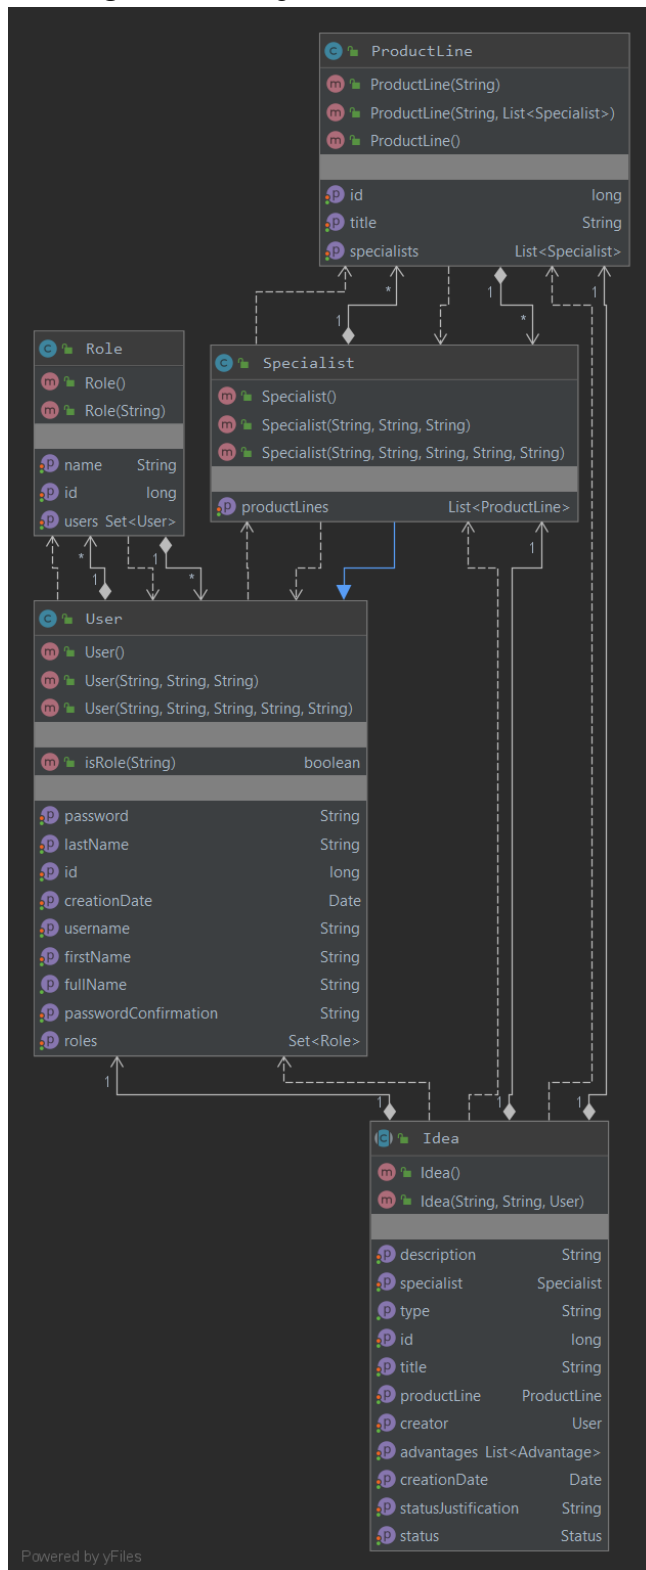 ProductLine
ProductLine(String)
ProductLine(String, List<Specialist>)
ProductLine()
id long
title String
specialists List<Specialist>
1 * 1 *
1
Role
Role()
Role(String)
name String
id long
users Set<User>
Specialist
Specialist()
Specialist(String, String, String)
Specialist(String, String, String, String, String)
productLines List<ProductLine>
* 1 1 *
1
User
User()
User(String, String, String)
User(String, String, String, String, String)
isRole(String) boolean
password String
lastName String
id long
creationDate Date
username String
firstName String
fullName String
passwordConfirmation String
roles Set<Role>
1 1 1 1
Idea
Idea()
Idea(String, String, User)
description String
specialist Specialist
type String
id long
title String
productLine ProductLine
creator User
advantages List<Advantage>
creationDate Date
statusJustification String
status Status
Powered by yFiles